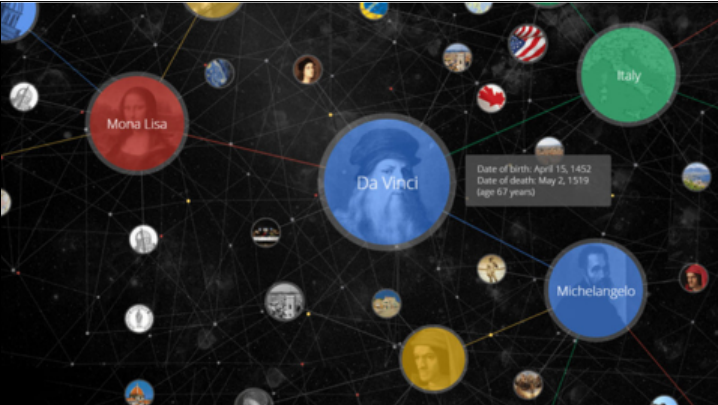 Italy
Mona Lisa
Da Vinci
Date of birth: April 15, 1452
Date of death: May 2, 1519
(age 67 years)
Michelangelo